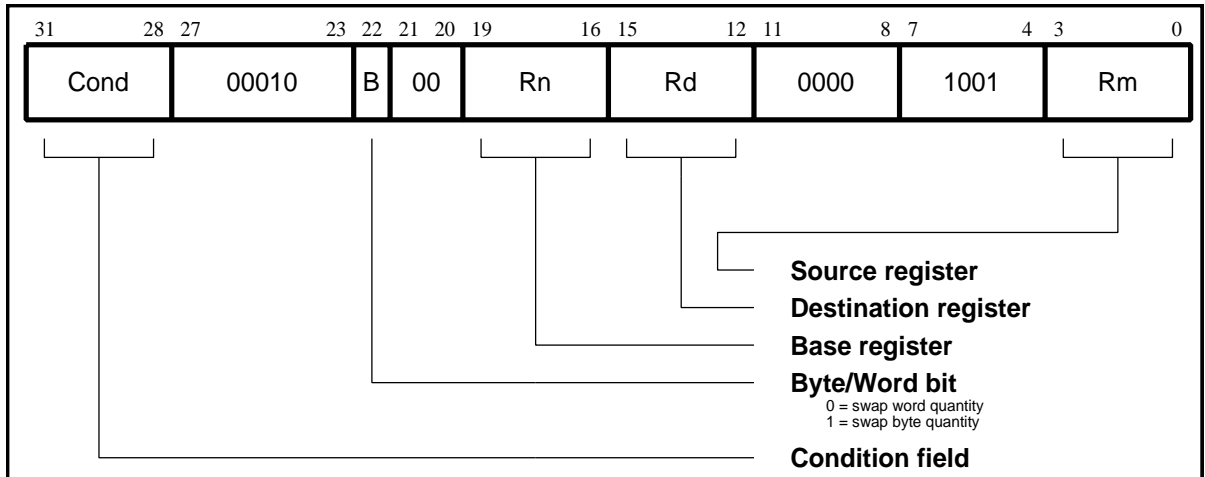 31 28 27 23 22 21 20 19 16 15 12 11 8 7 4 3 0
Cond 00010 B 00 Rn Rd 0000 1001 Rm
Source register
Destination register
Base register
Byte/Word bit
0 = swap word quantity
1 = swap byte quantity
Condition field